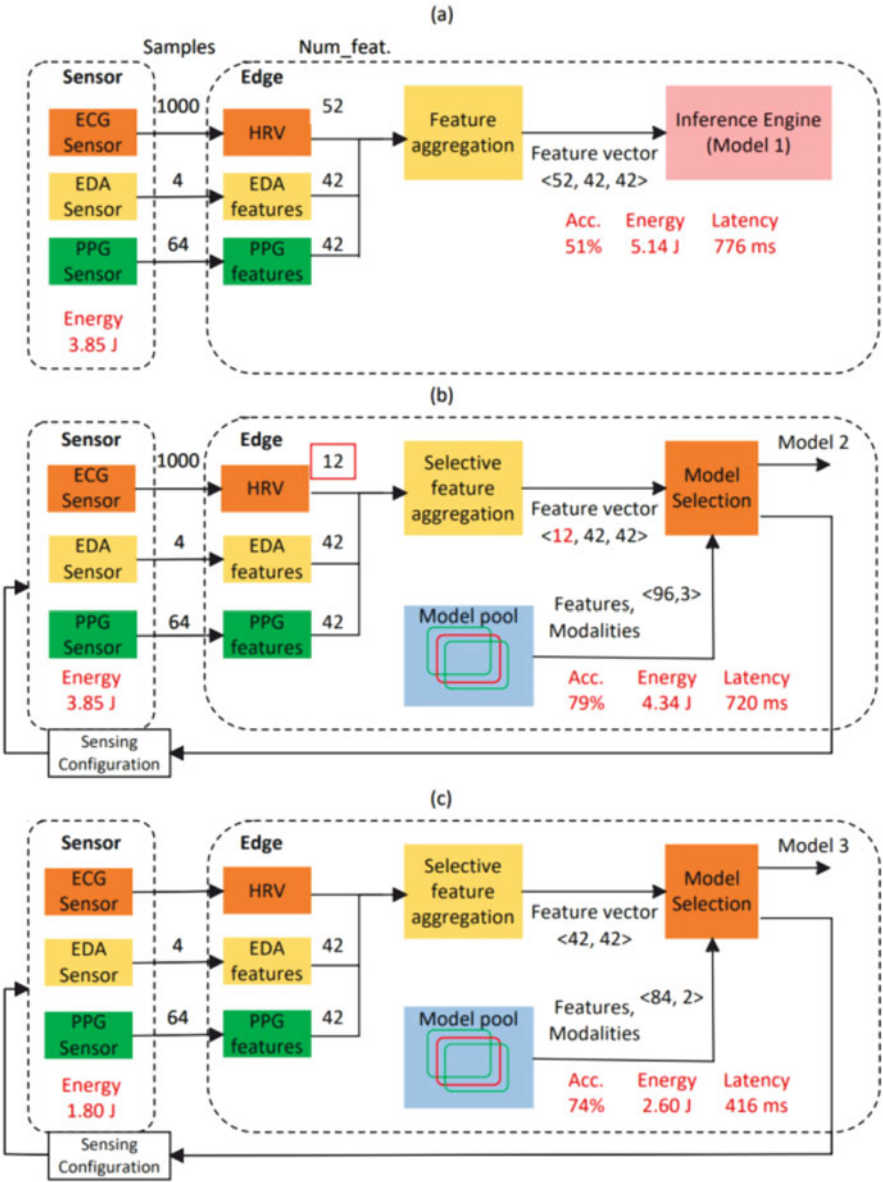 (a)
Samples
Num_feat.
Sensor
Edge
ECG
Sensor
1000
HRV
52
Feature
aggregation
Inference Engine
(Model 1)
Feature vector
<52, 42, 42>
EDA
Sensor
4
EDA
features
42
PPG
Sensor
64
PPG
features
42
Acc.
Energy
Latency
51%
5.14 J
776 ms
Energy
3.85 J
(b)
Sensor
Edge
ECG
Sensor
1000
HRV
12
Selective
feature
aggregation
Model
Selection
Model 2
Feature vector
<12, 42, 42>
EDA
Sensor
4
EDA
features
42
PPG
Sensor
64
PPG
features
42
Model pool
Features,
Modalities
<96,3>
Acc.
Energy
Latency
79%
4.34 J
720 ms
Energy
3.85 J
Sensing
Configuration
(c)
Sensor
Edge
ECG
Sensor
HRV
Selective
feature
aggregation
Model
Selection
Model 3
Feature vector
<42, 42>
EDA
Sensor
4
EDA
features
42
PPG
Sensor
64
PPG
features
42
Model pool
Features,
Modalities
<84, 2>
Acc.
Energy
Latency
74%
2.60 J
416 ms
Energy
1.80 J
Sensing
Configuration